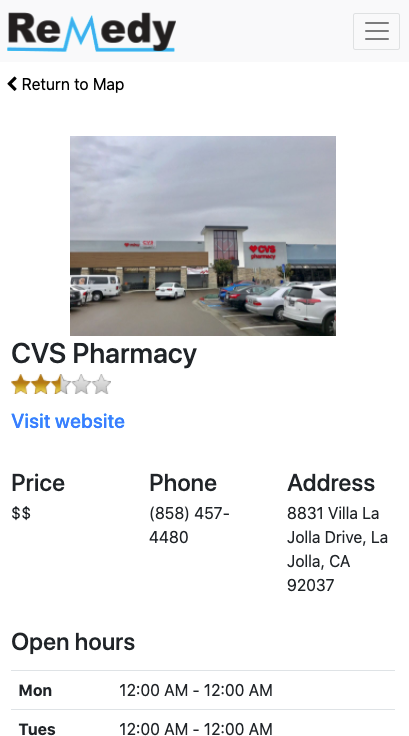 ReMedy
Return to Map
CVS
pharmacy
CVS Pharmacy
Visit website
Price
Phone
Address
$$
(858) 457-
4480
8831 Villa La
Jolla Drive, La
Jolla, CA
92037
Open hours
Mon 12:00 AM - 12:00 AM
Tues 12:00 AM - 12:00 AM